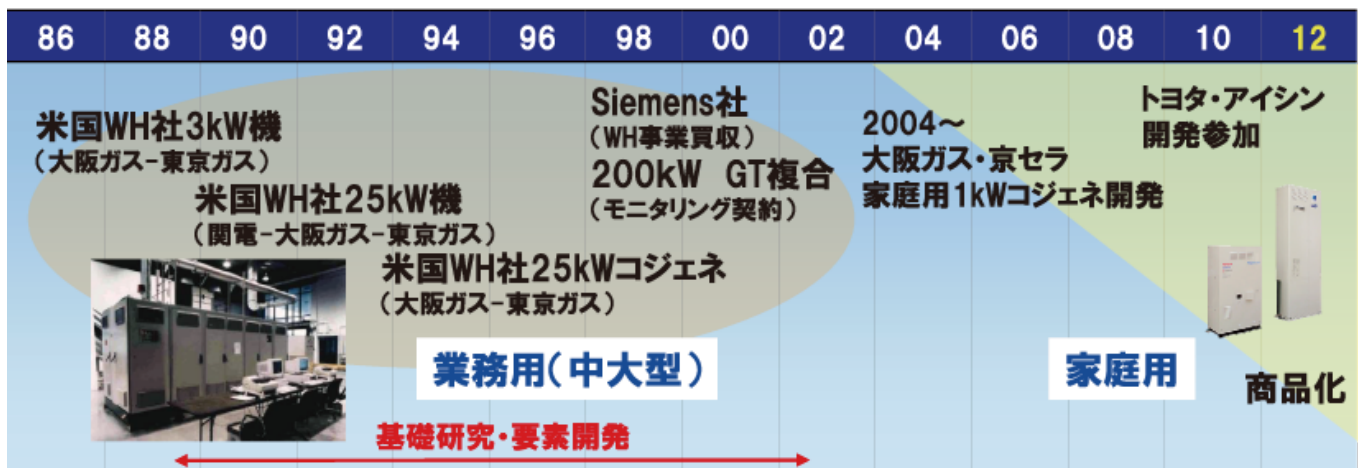 86 88 90 92 94 96 98 00 02 04 06 08 10 12
米国WH社3kW機
（大阪ガス-東京ガス）
米国WH社25kW機
（関電-大阪ガス-東京ガス）
米国WH社25kWコジェネ
（大阪ガス-東京ガス）
Siemens社
（WH事業買収）
200kW GT複合
（モニタリング契約）
2004～
大阪ガス・京セラ
家庭用1kWコジェネ開発
トヨタ・アイシン
開発参加
業務用（中大型）
家庭用
商品化
基礎研究・要素開発